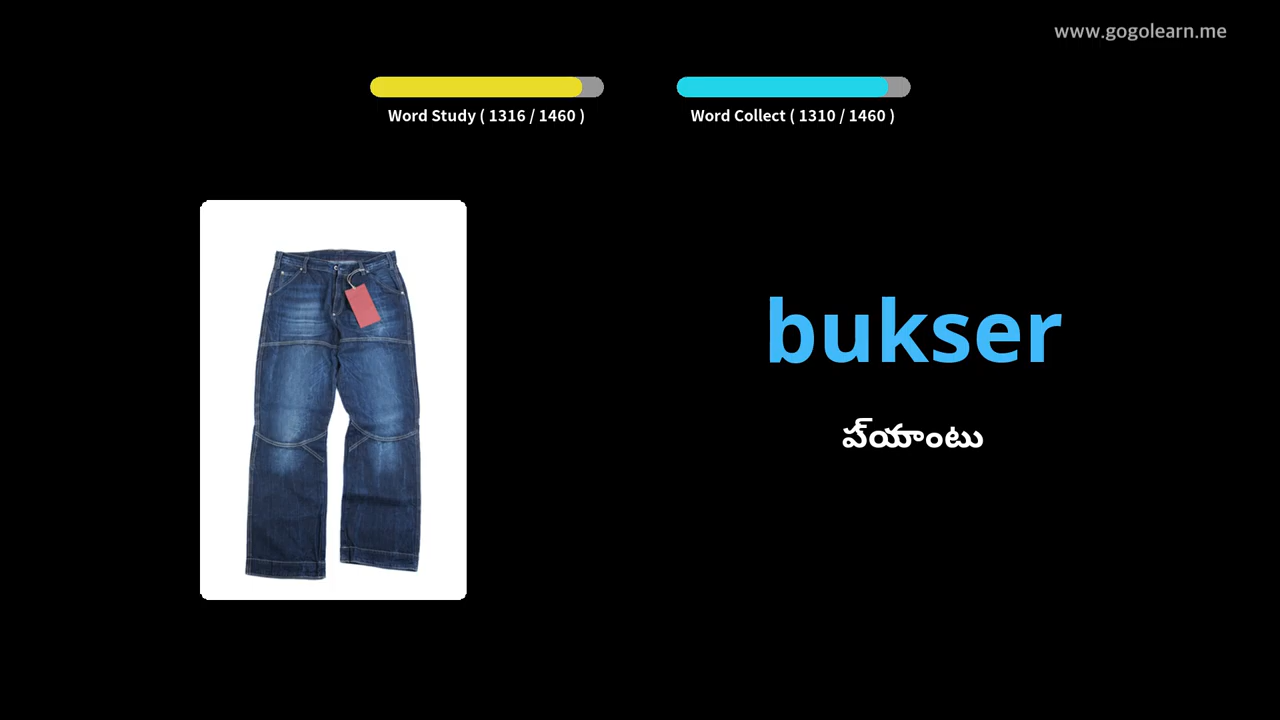 www.gogolearn.me
Word Study ( 1316 / 1460 )
Word Collect ( 1310 / 1460 )
bukser
ప్యాంటు